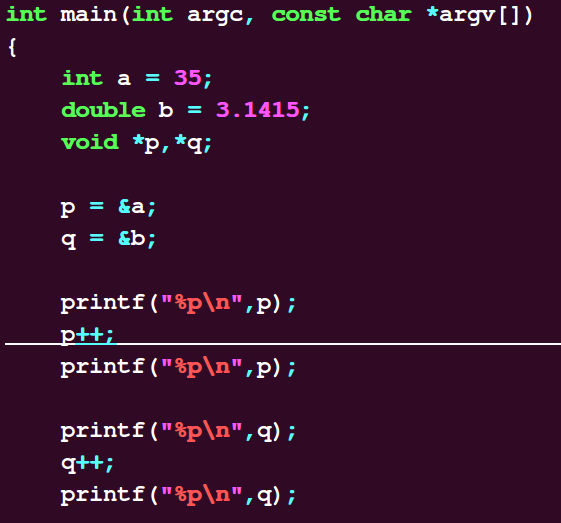 int main(int argc, const char *argv[])
{
int a = 35;
double b = 3.1415;
void *p,*q;
p = &a;
q = &b;
printf("%p\n",p);
p++;
printf("%p\n",p);
printf("%p\n",q);
q++;
printf("%p\n",q);